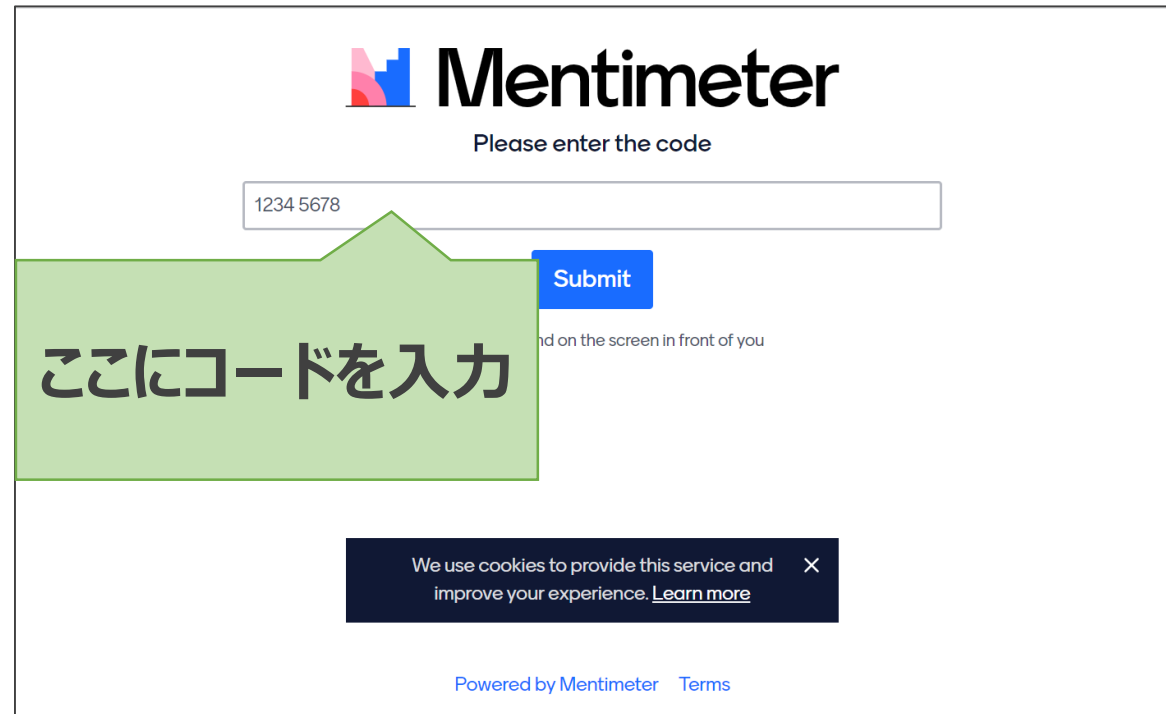 Mentimeter
Please enter the code
1234 5678
Submit
on the screen in front of you
ここにコードを入力
We use cookies to provide this service and
improve your experience. Learn more
Powered by Mentimeter Terms